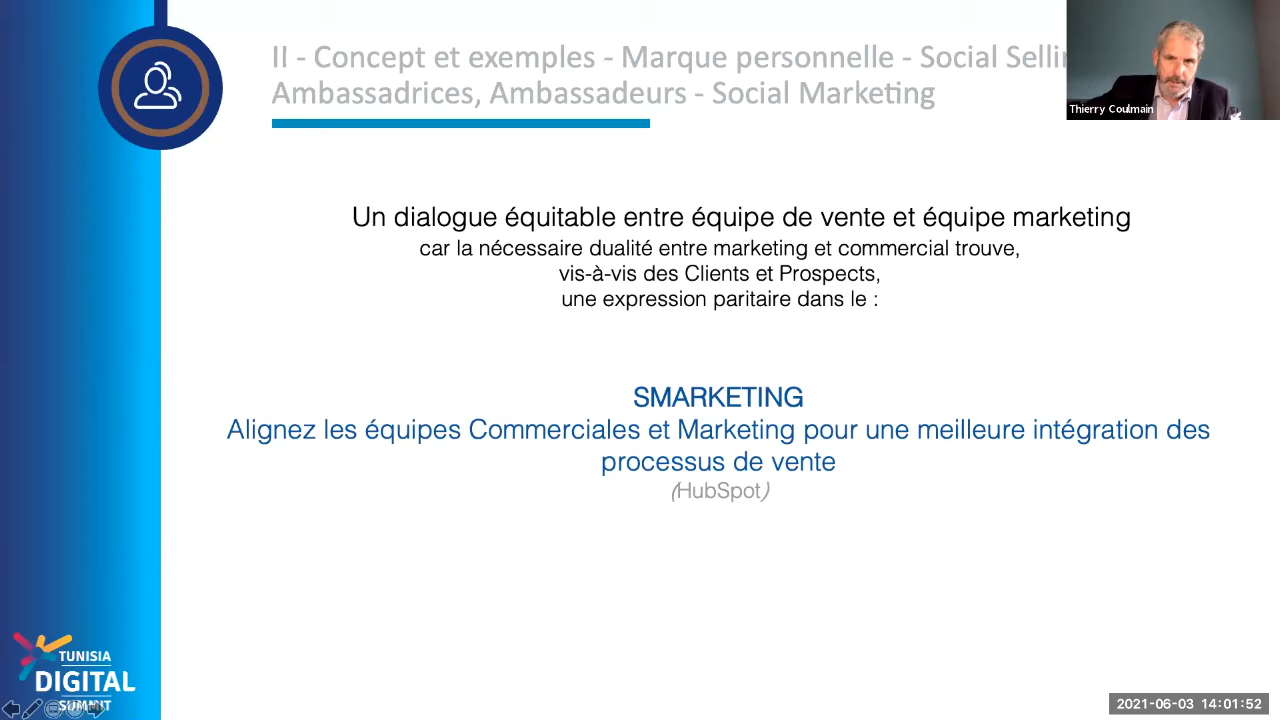 II - Concept et exemples - Marque personnelle - Social
Ambassadrices, Ambassadeurs - Social Marketing
Thierry Coulmain
Un dialogue équitable entre équipe de vente et équipe marketing
car la nécessaire dualité entre marketing et commercial trouve,
vis-à-vis des Clients et Prospects,
une expression paritaire dans le :
SMARKETING
Alignez les équipes Commerciales et Marketing pour une meilleure intégration des
processus de vente
(HubSpot)
TUNISIA
DIGITAL
SUMMIT
2021-06-03 14:01:52